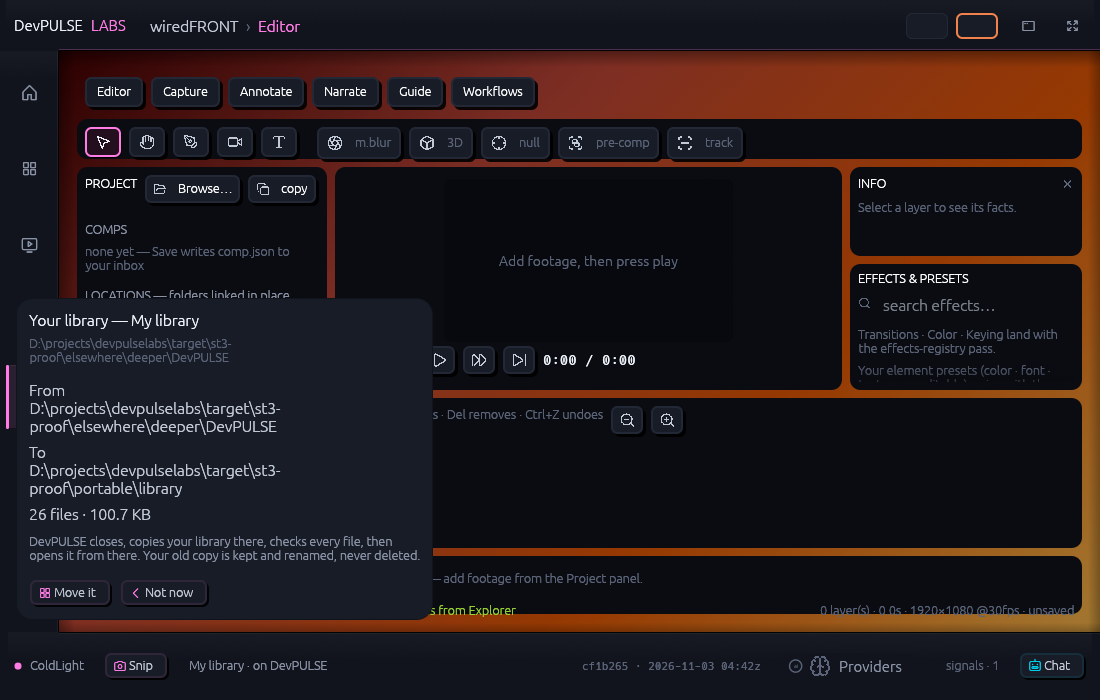 DevPULSE LABS wiredFRONT › Editor
Editor Capture Annotate Narrate Guide Workflows
T m.blur 3D null pre-comp track
PROJECT Browse... copy
COMPS
none yet — Save writes comp.json to
your inbox
LOCATIONS — folders linked in place
Add footage, then press play
0:00 / 0:00
INFO
Select a layer to see its facts.
EFFECTS & PRESETS
search effects...
Transitions · Color · Keying land with
the effects-registry pass.
Your element presets (color · font ·
Your library — My library
D:\projects\devpulselabs\target\st3-
proof\elsewhere\deeper\DevPULSE
From
D:\projects\devpulselabs\target\st3-
proof\elsewhere\deeper\DevPULSE
To
D:\projects\devpulselabs\target\st3-
proof\portable\library
26 files · 100.7 KB
DevPULSE closes, copies your library there, checks every file, then
opens it from there. Your old copy is kept and renamed, never deleted.
Move it Not now
s · Del removes · Ctrl+Z undoes
— add footage from the Project panel.
s from Explorer
0 layer(s) · 0.0s · 1920×1080 @30fps · unsaved
ColdLight Snip My library · on DevPULSE cf1b265 · 2026-11-03 04:42z Providers signals · 1 Chat